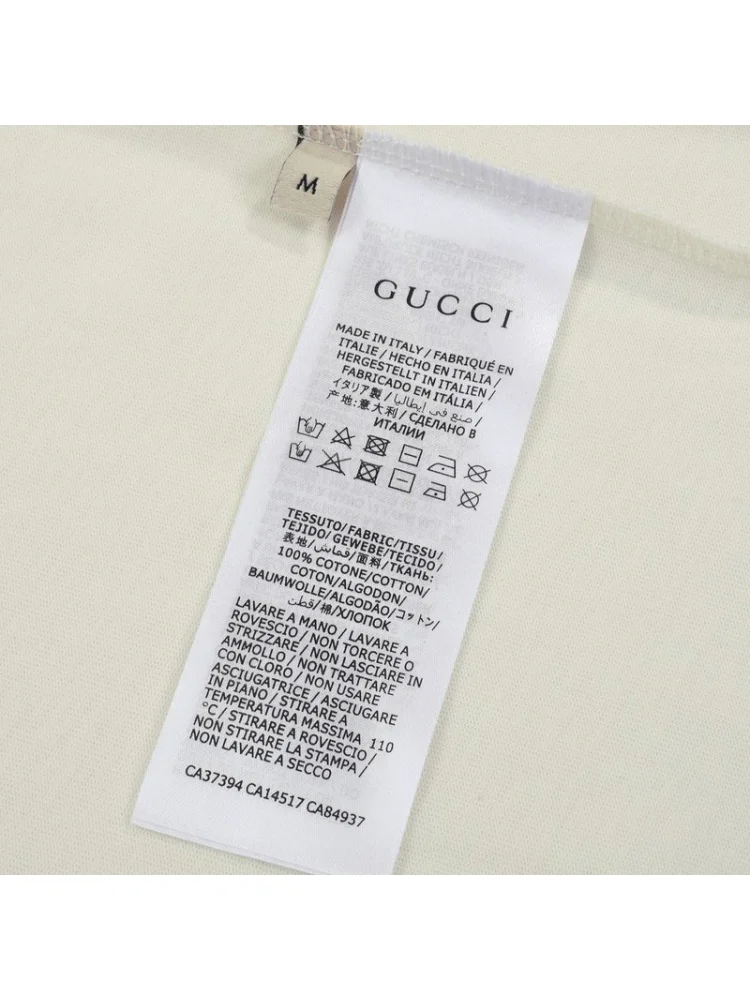 M
GUCCI
MADE IN ITALY / FABRIQUÉ EN
ITALIE / HECHO EN ITALIA /
HERGESTELLT IN ITALIEN /
FABRICADO EM ITÁLIA /
イタリア製 / صنع في إيطاليا /
产地:意大利 / СДЕЛАНО В
ИТАЛИИ
TESSUTO/FABRIC/TISSU/
TEJIDO/GEWEBE/TECIDO/
表地/قماش/面料/ТКАНЬ:
100% COTONE/COTTON/
COTON/ALGODON/
BAUMWOLLE/ALGODÃO/コットン/
قطن/棉/ХЛОПОК
LAVARE A MANO / LAVARE A
ROVESCIO / NON TORCERE O
STRIZZARE / NON LASCIARE IN
AMMOLLO / NON TRATTARE
CON CLORO / NON USARE
ASCIUGATRICE / ASCIUGARE
IN PIANO / STIRARE A
TEMPERATURA MASSIMA 110
°C / STIRARE A ROVESCIO /
NON STIRARE LA STAMPA /
NON LAVARE A SECCO
CA37394 CA14517 CA84937